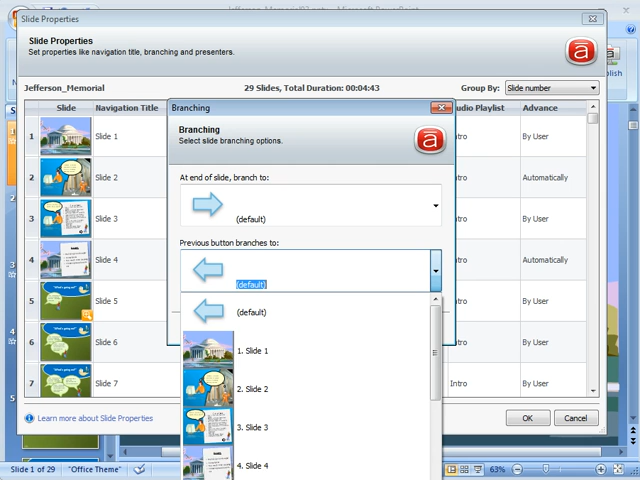 Slide Properties
Slide Properties
Set properties like navigation title, branching and presenters.
Jefferson_Memorial
29 Slides, Total Duration: 00:04:43
Group By:
Slide number
Slide
Navigation Title
Audio Playlist
Advance
1
Slide 1
Intro
By User
2
Slide 2
Intro
Automatically
3
Slide 3
Intro
By User
4
Slide 4
Intro
Automatically
5
Slide 5
Intro
By User
6
Slide 6
Intro
By User
7
Slide 7
Intro
By User
Branching
Branching
Select slide branching options.
At end of slide, branch to:
(default)
Previous button branches to:
(default)
(default)
1. Slide 1
2. Slide 2
3. Slide 3
4. Slide 4
Learn more about Slide Properties
OK
Cancel
Slide 1 of 29
"Office Theme"
63%